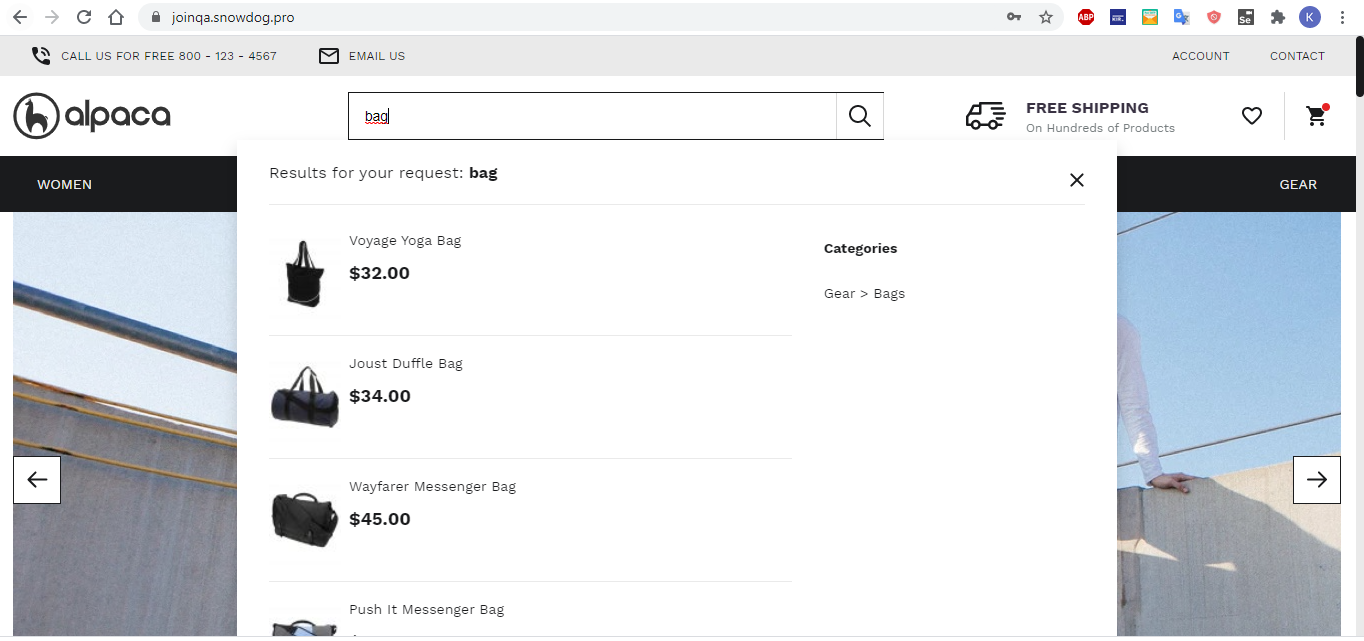 joinqa.snowdog.pro
ABP
Se
K
CALL US FOR FREE 800 - 123 - 4567
EMAIL US
ACCOUNT
CONTACT
alpaca
bag
FREE SHIPPING
On Hundreds of Products
WOMEN
GEAR
Results for your request: bag
Voyage Yoga Bag
$32.00
Categories
Gear > Bags
Joust Duffle Bag
$34.00
Wayfarer Messenger Bag
$45.00
Push It Messenger Bag